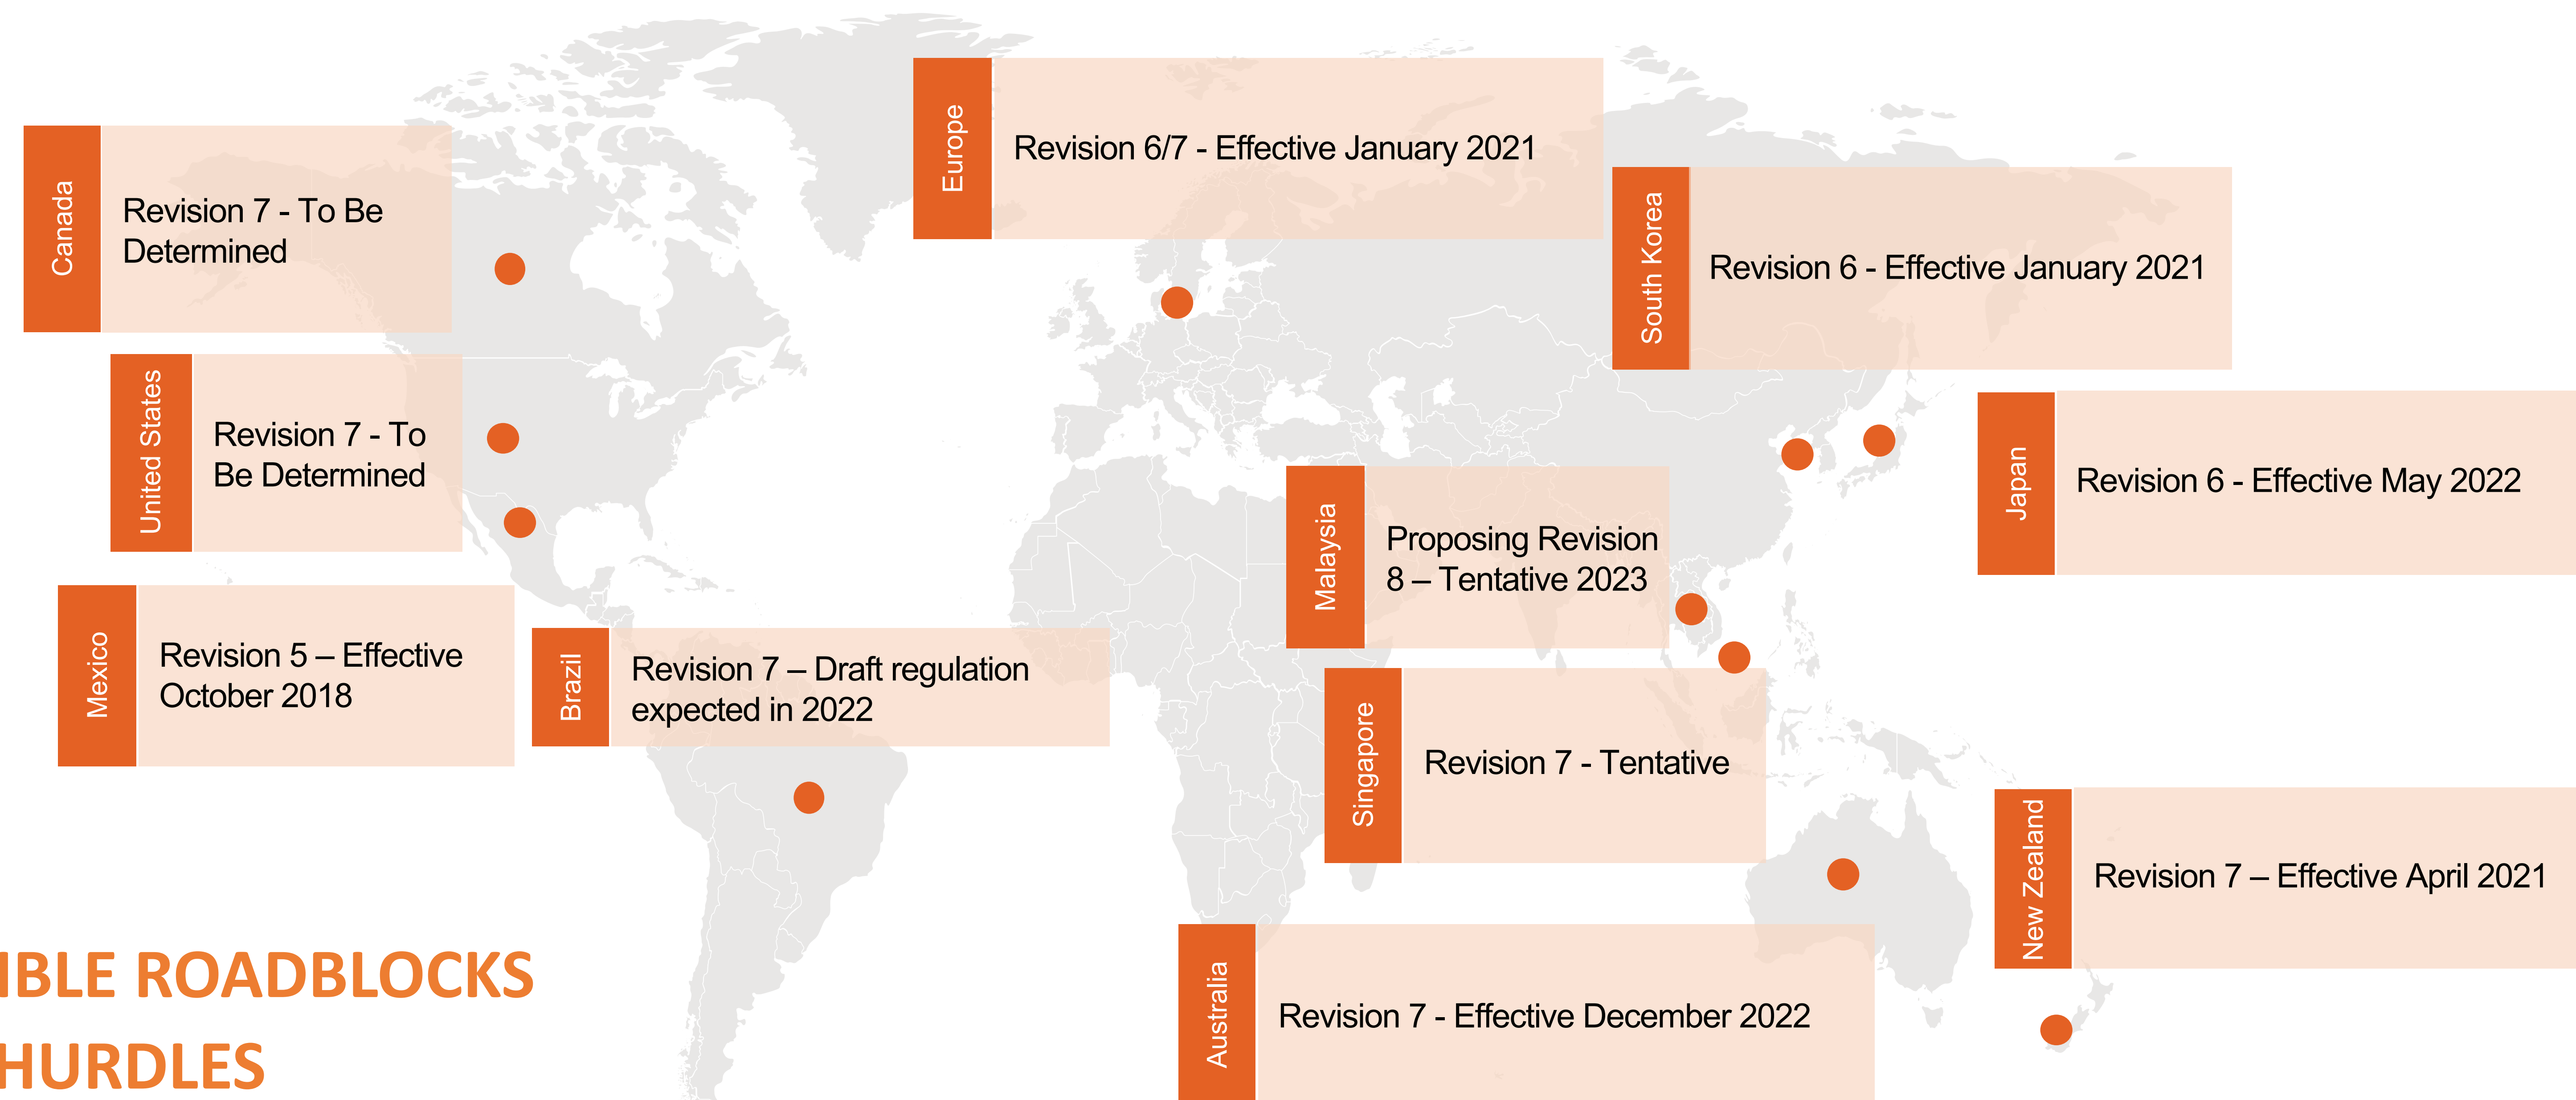 Europe
Revision 6/7 - Effective January 2021
Canada
Revision 7 - To Be
Determined
South Korea
Revision 6 - Effective January 2021
United States
Revision 7 - To
Be Determined
Japan
Revision 6 - Effective May 2022
Malaysia
Proposing Revision
8 – Tentative 2023
Mexico
Revision 5 – Effective
October 2018
Brazil
Revision 7 – Draft regulation
expected in 2022
Singapore
Revision 7 - Tentative
New Zealand
Revision 7 – Effective April 2021
Australia
Revision 7 - Effective December 2022
IBLE ROADBLOCKS
HURDLES